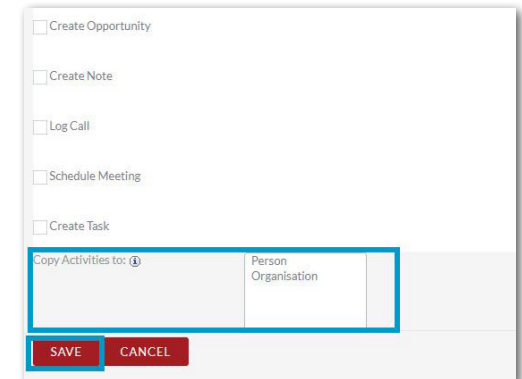 Create Opportunity
Create Note
Log Call
Schedule Meeting
Create Task
Copy Activities to: i Person
Organisation
SAVE CANCEL